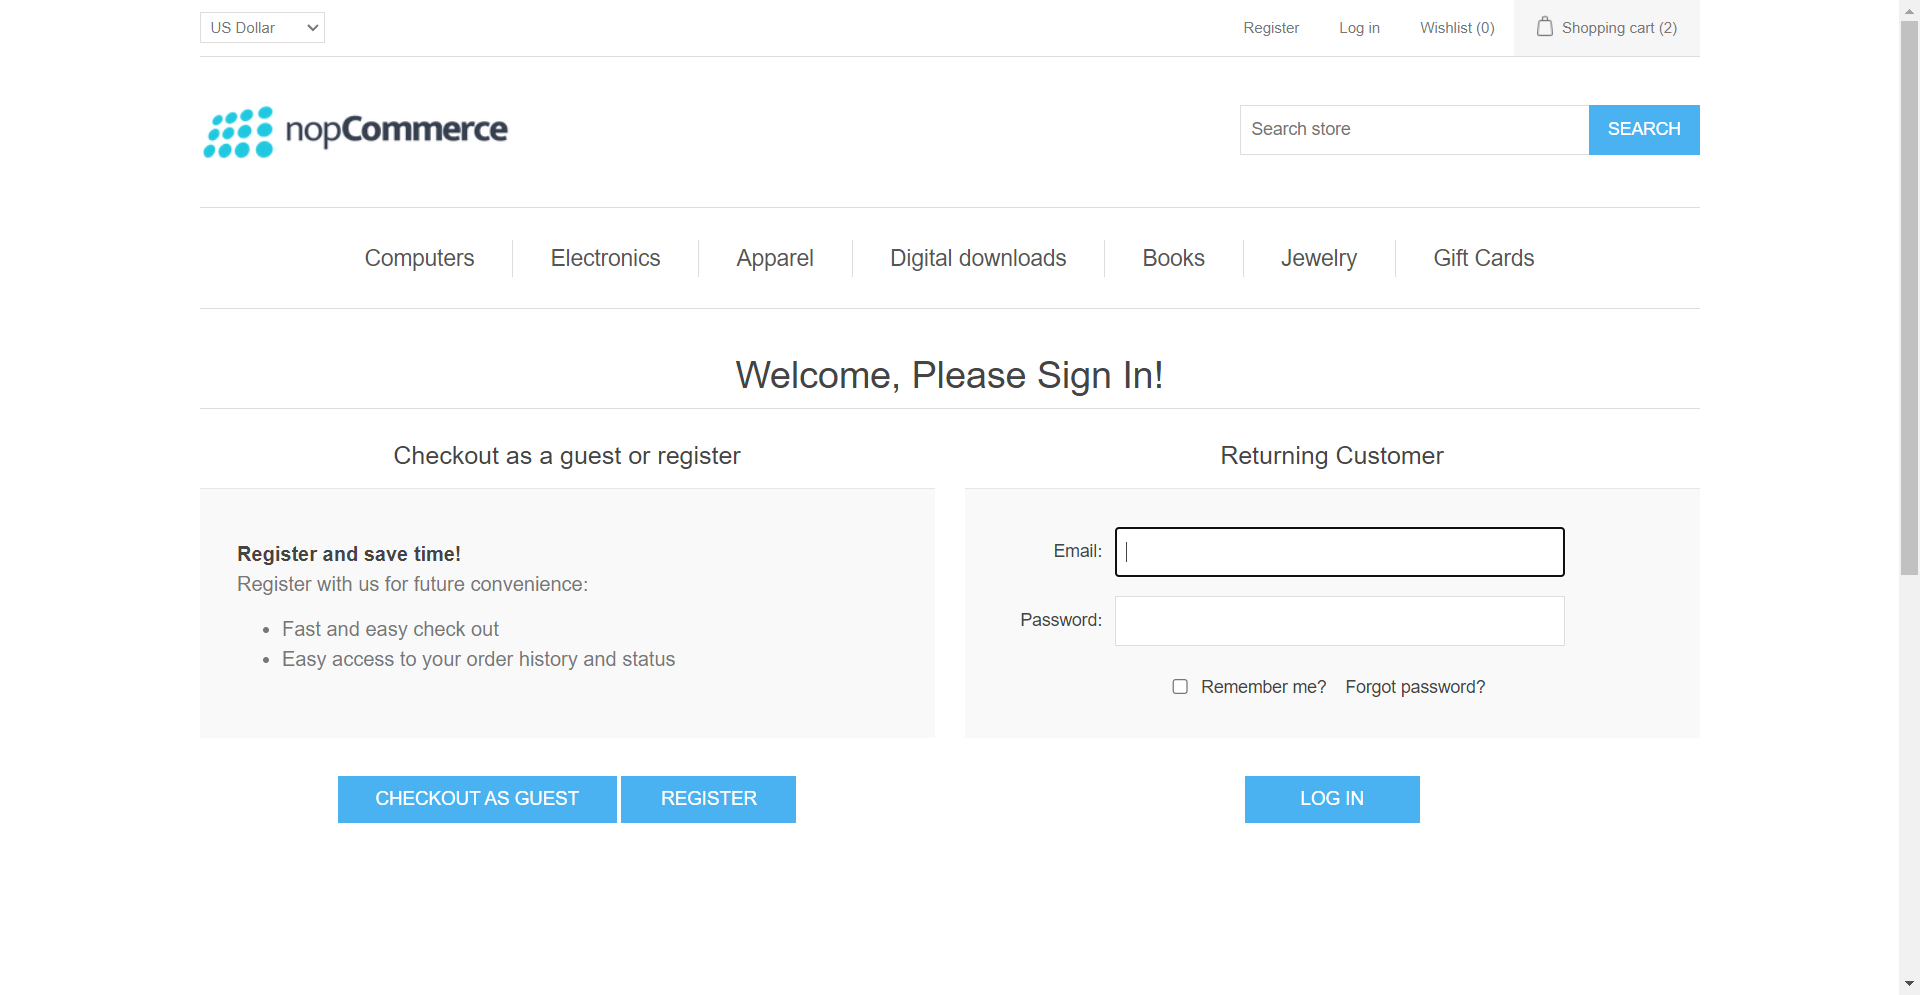 US Dollar
Register
Log in
Wishlist (0)
Shopping cart (2)
nopCommerce
Search store
SEARCH
Computers
Electronics
Apparel
Digital downloads
Books
Jewelry
Gift Cards
Welcome, Please Sign In!
Checkout as a guest or register
Register and save time!
Register with us for future convenience:
Fast and easy check out
Easy access to your order history and status
CHECKOUT AS GUEST
REGISTER
Returning Customer
Email:
Password:
Remember me?
Forgot password?
LOG IN